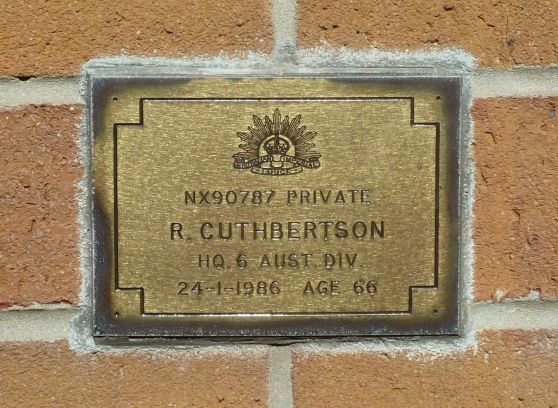 NX90787 PRIVATE
R. CUTHBERTSON
HQ. 6 AUST DIV
24-1-1986 AGE 66